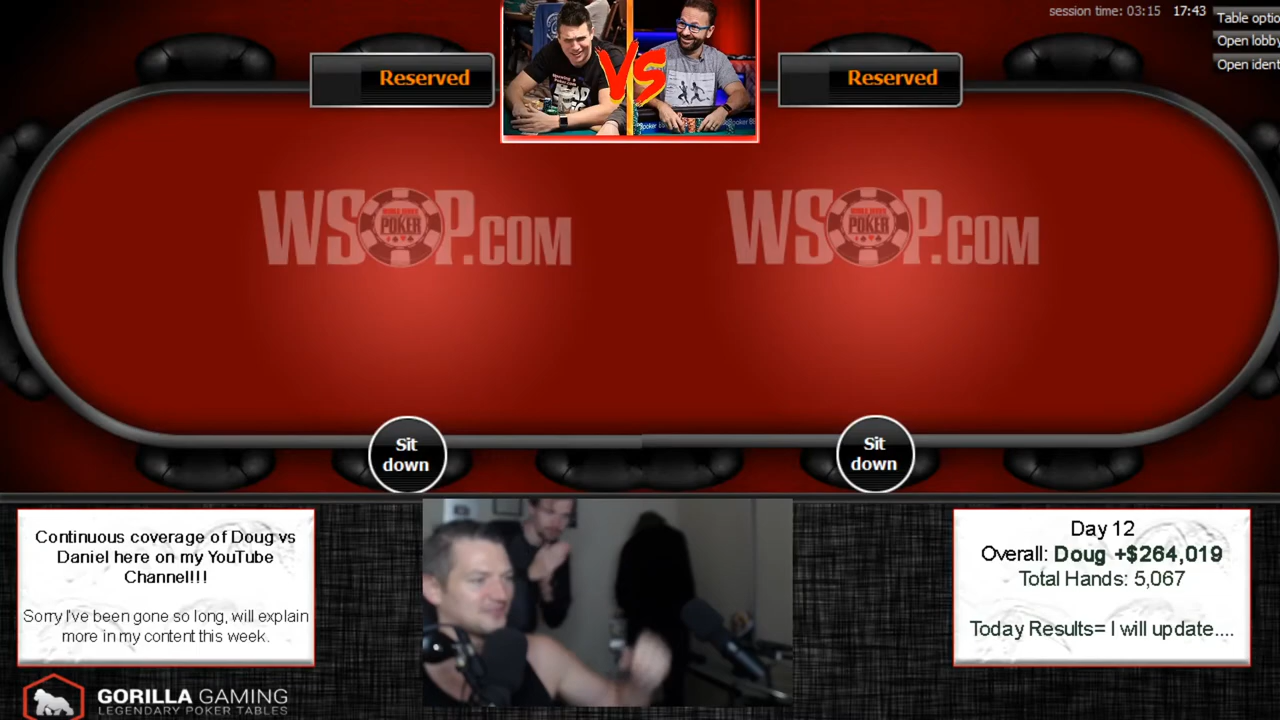 session time: 03:15 17:43
Table optio
Open lobby
Open ident
Reserved
VS
Reserved
WSOP.COM
WSOP.COM
POKER
POKER
Sit
down
Sit
down
Continuous coverage of Doug vs
Daniel here on my YouTube
Channel!!!
Sorry I've been gone so long, will explain
more in my content this week.
Day 12
Overall: Doug +$264,019
Total Hands: 5,067
Today Results= I will update....
GORILLA GAMING
LEGENDARY POKER TABLES